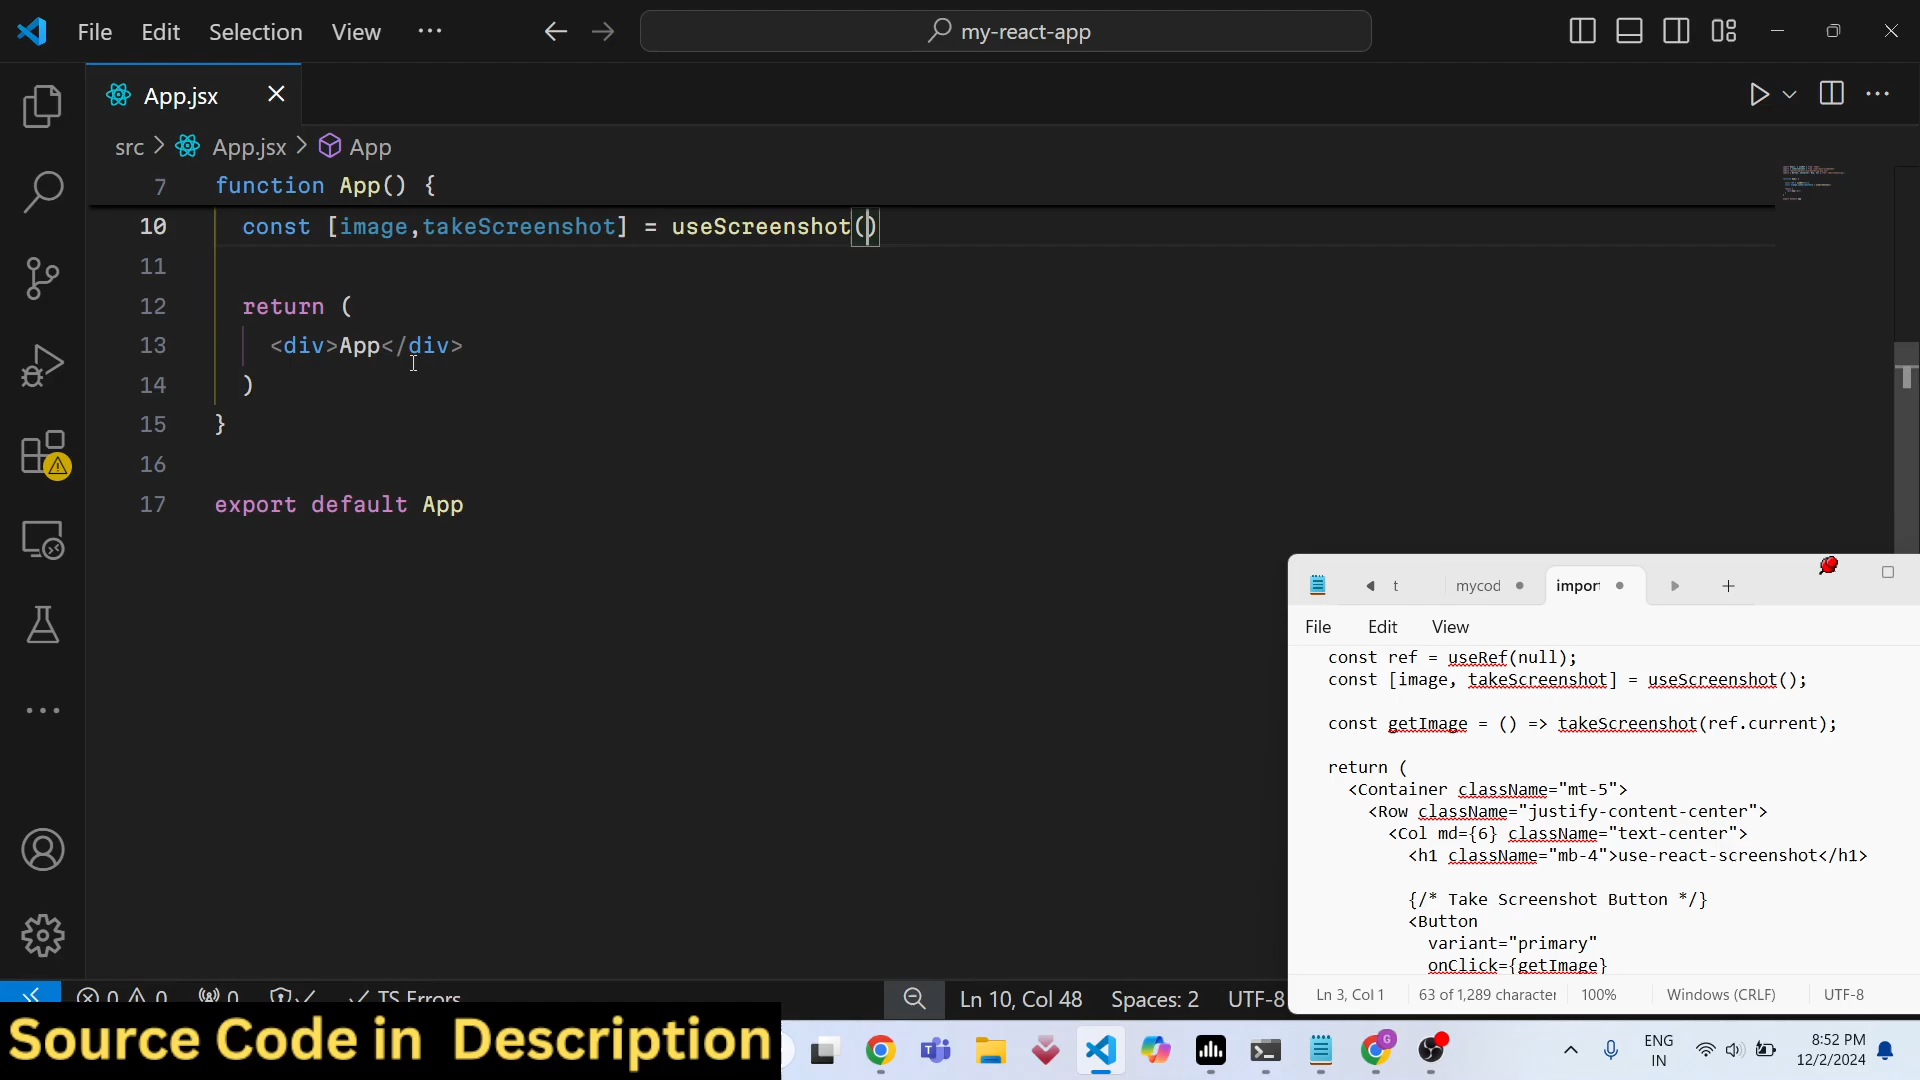 File Edit Selection View ··· my-react-app
App.jsx
src > App.jsx > App
7 function App() {
10 const [image,takeScreenshot] = useScreenshot()
11
12 return (
13 <div>App</div>
14 )
15 }
16
17 export default App
t mycod import
File Edit View
const ref = useRef(null);
const [image, takeScreenshot] = useScreenshot();
const getImage = () => takeScreenshot(ref.current);
return (
<Container className="mt-5">
<Row className="justify-content-center">
<Col md={6} className="text-center">
<h1 className="mb-4">use-react-screenshot</h1>
{/* Take Screenshot Button */}
<Button
variant="primary"
onClick={getImage}
Ln 3, Col 1 63 of 1,289 character 100% Windows (CRLF) UTF-8
0 0 0 TS Errors Ln 10, Col 48 Spaces: 2 UTF-8
Source Code in Description
ENG
IN
8:52 PM
12/2/2024